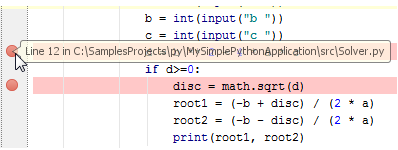 b = int(input("b "))
c = int(input("c "))
Line 12 in C:\SamplesProjects\py\MySimplePythonApplication\src\Solver.py
if d>=0:
disc = math.sqrt(d)
root1 = (-b + disc) / (2 * a)
root2 = (-b - disc) / (2 * a)
print(root1, root2)